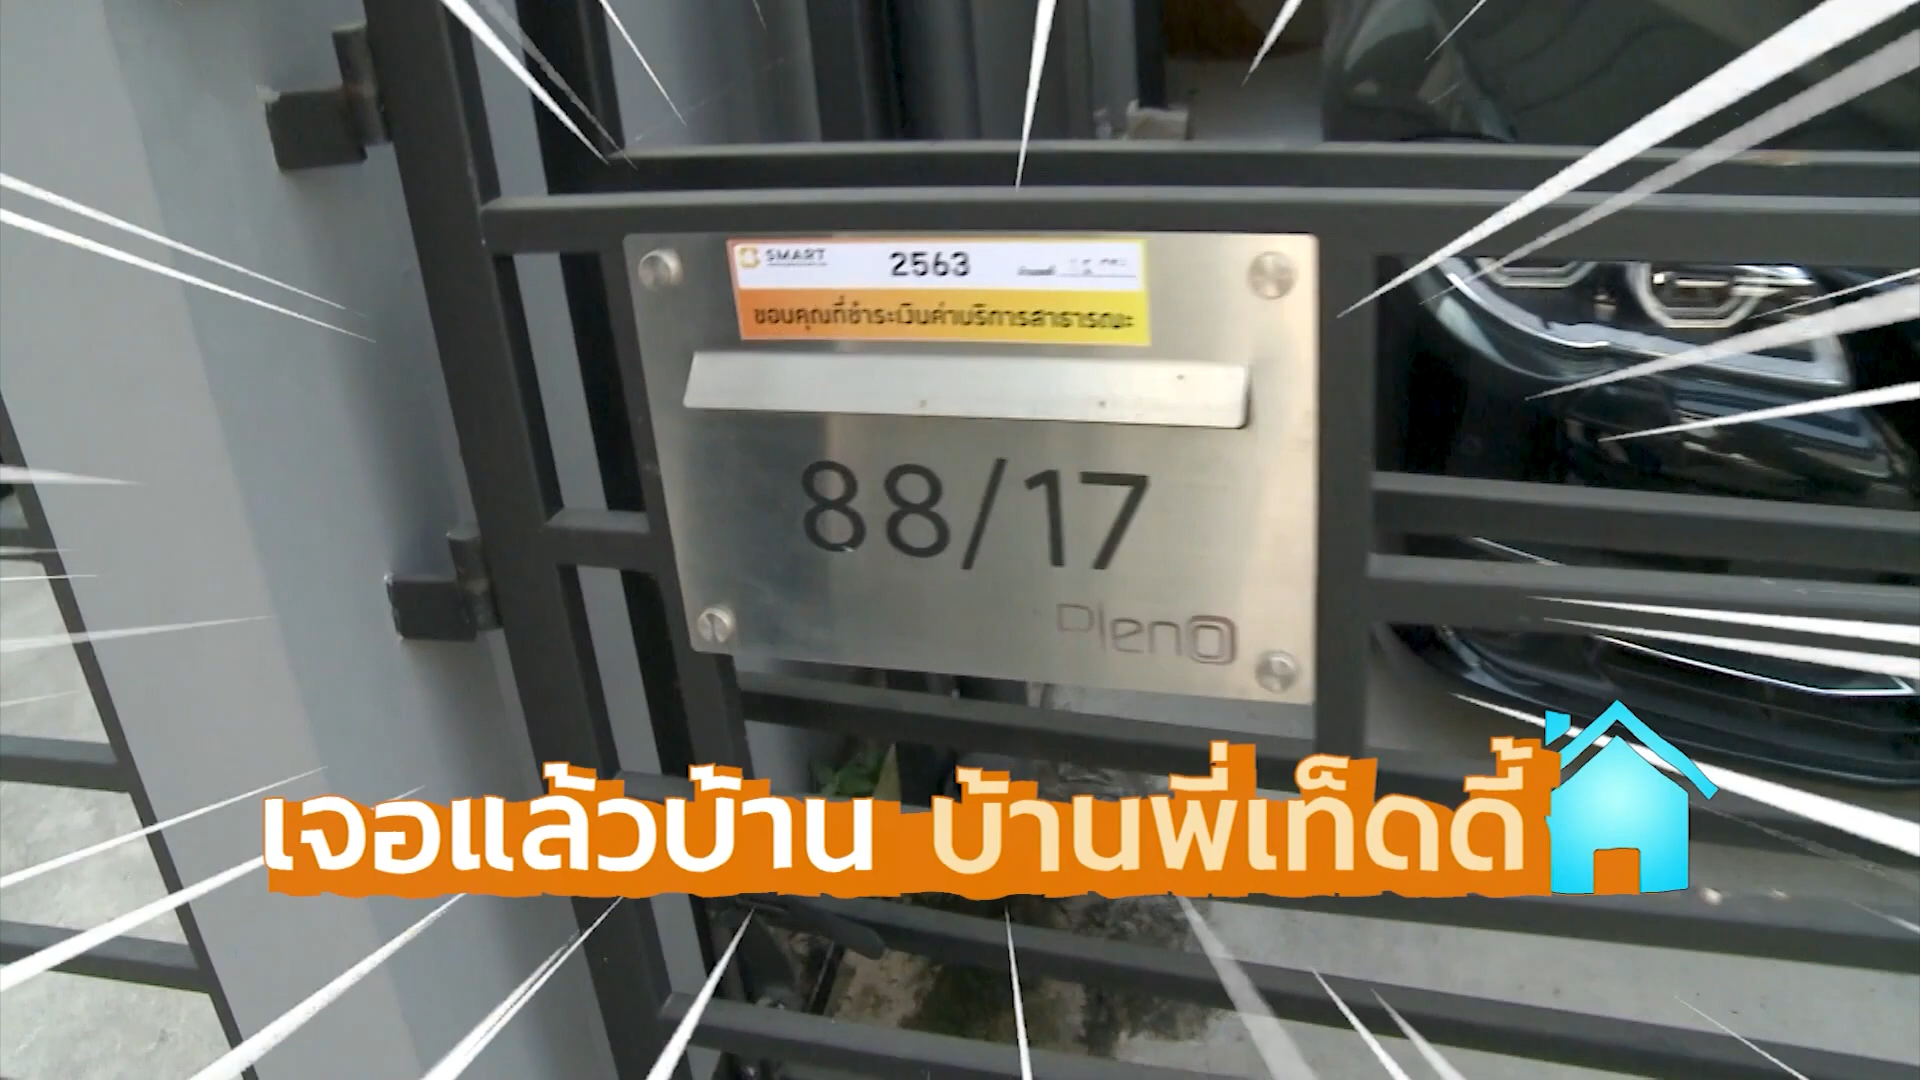 SMART
2563
ขอบคุณที่ชำระเงินค่าบริการสาธารณะ
88/17
Pleno
เจอแล้วบ้าน บ้านพี่เท็ดดี้